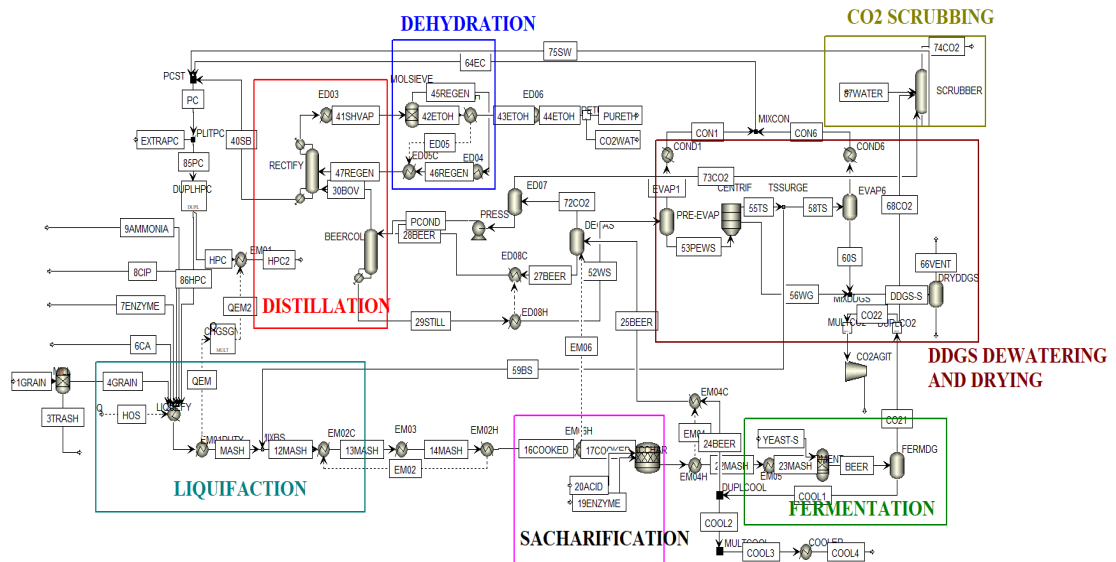 CO2 SCRUBBING
DEHYDRATION
74CO2
75SW
64EC
PCST
MOLSIEVE
45REGEN
PC
ED03
ED06
87WATER
SCRUBBER
41SHVAP
42ETOH
43ETOH
44ETOH
PURETH
MIXCON
EXTRAPC
PLITPC
40SB
CON1
CON6
CO2WAT
ED05
COND1
COND6
85PC
RECTIFY
ED05C
ED04
47REGEN
46REGEN
73CO2
DUPLHPC
DUPL
30BOV
ED07
EVAP1
CENTRIF
TSSURGE
EVAP6
72CO2
55TS
58TS
68CO2
PCOND
PRESS
PRE-EVAP
9AMMONIA
BEERCOL
28BEER
53PEWS
HPC
HPC2
60S
66VENT
8CIP
ED08C
27BEER
52WS
86HPC
DRYDDGS
56WG
DDGS-S
QEM2
DISTILLATION
MIXDDGS
7ENZYME
29STILL
ED08H
25BEER
CO22
MULT
CO2AGIT
6CA
EM06
DDGS DEWATERING
AND DRYING
QEM
59BS
1GRAIN
4GRAIN
EM04C
HOS
LIQUEFY
3TRASH
CO21
24BEER
YEAST-S
EM02C
EM03
EM02H
MASH
12MASH
13MASH
14MASH
16COOKED
17COOKED
23MASH
BEER
FERMDG
EM04H
EM05
EM02
20ACID
19ENZYME
LIQUIFACTION
DUPLCOOL
COOL1
FERMENTATION
COOL2
SACHARIFICATION
COOLER
COOL3
COOL4